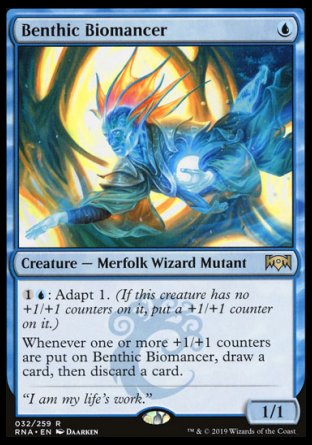 Benthic Biomancer
Creature — Merfolk Wizard Mutant
1: Adapt 1. (If this creature has no
+1/+1 counters on it, put a +1/+1 counter
on it.)
Whenever one or more +1/+1 counters
are put on Benthic Biomancer, draw a
card, then discard a card.
“I am my life’s work.”
1/1
032/259 R
RNA • EN DAARKEN
™ & © 2019 Wizards of the Coast